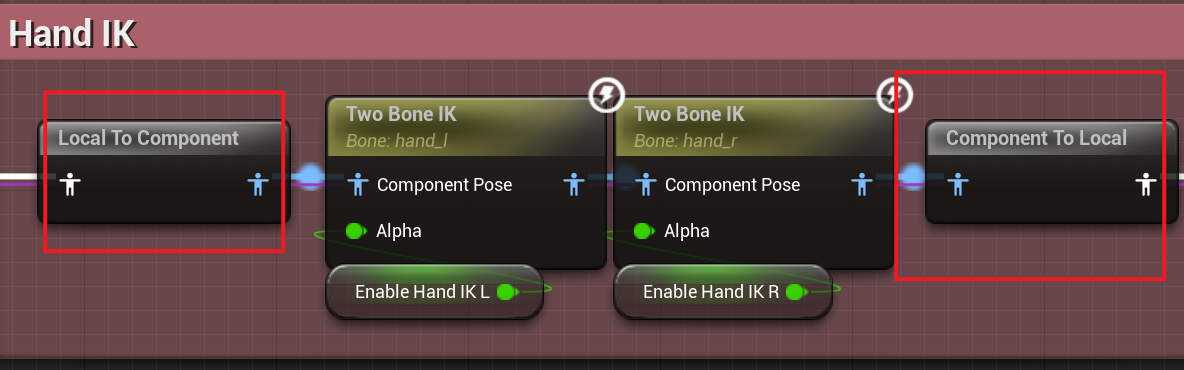 Hand IK
Local To Component
Two Bone IK
Bone: hand_l
Component Pose
Alpha
Enable Hand IK L
Two Bone IK
Bone: hand_r
Component Pose
Alpha
Enable Hand IK R
Component To Local